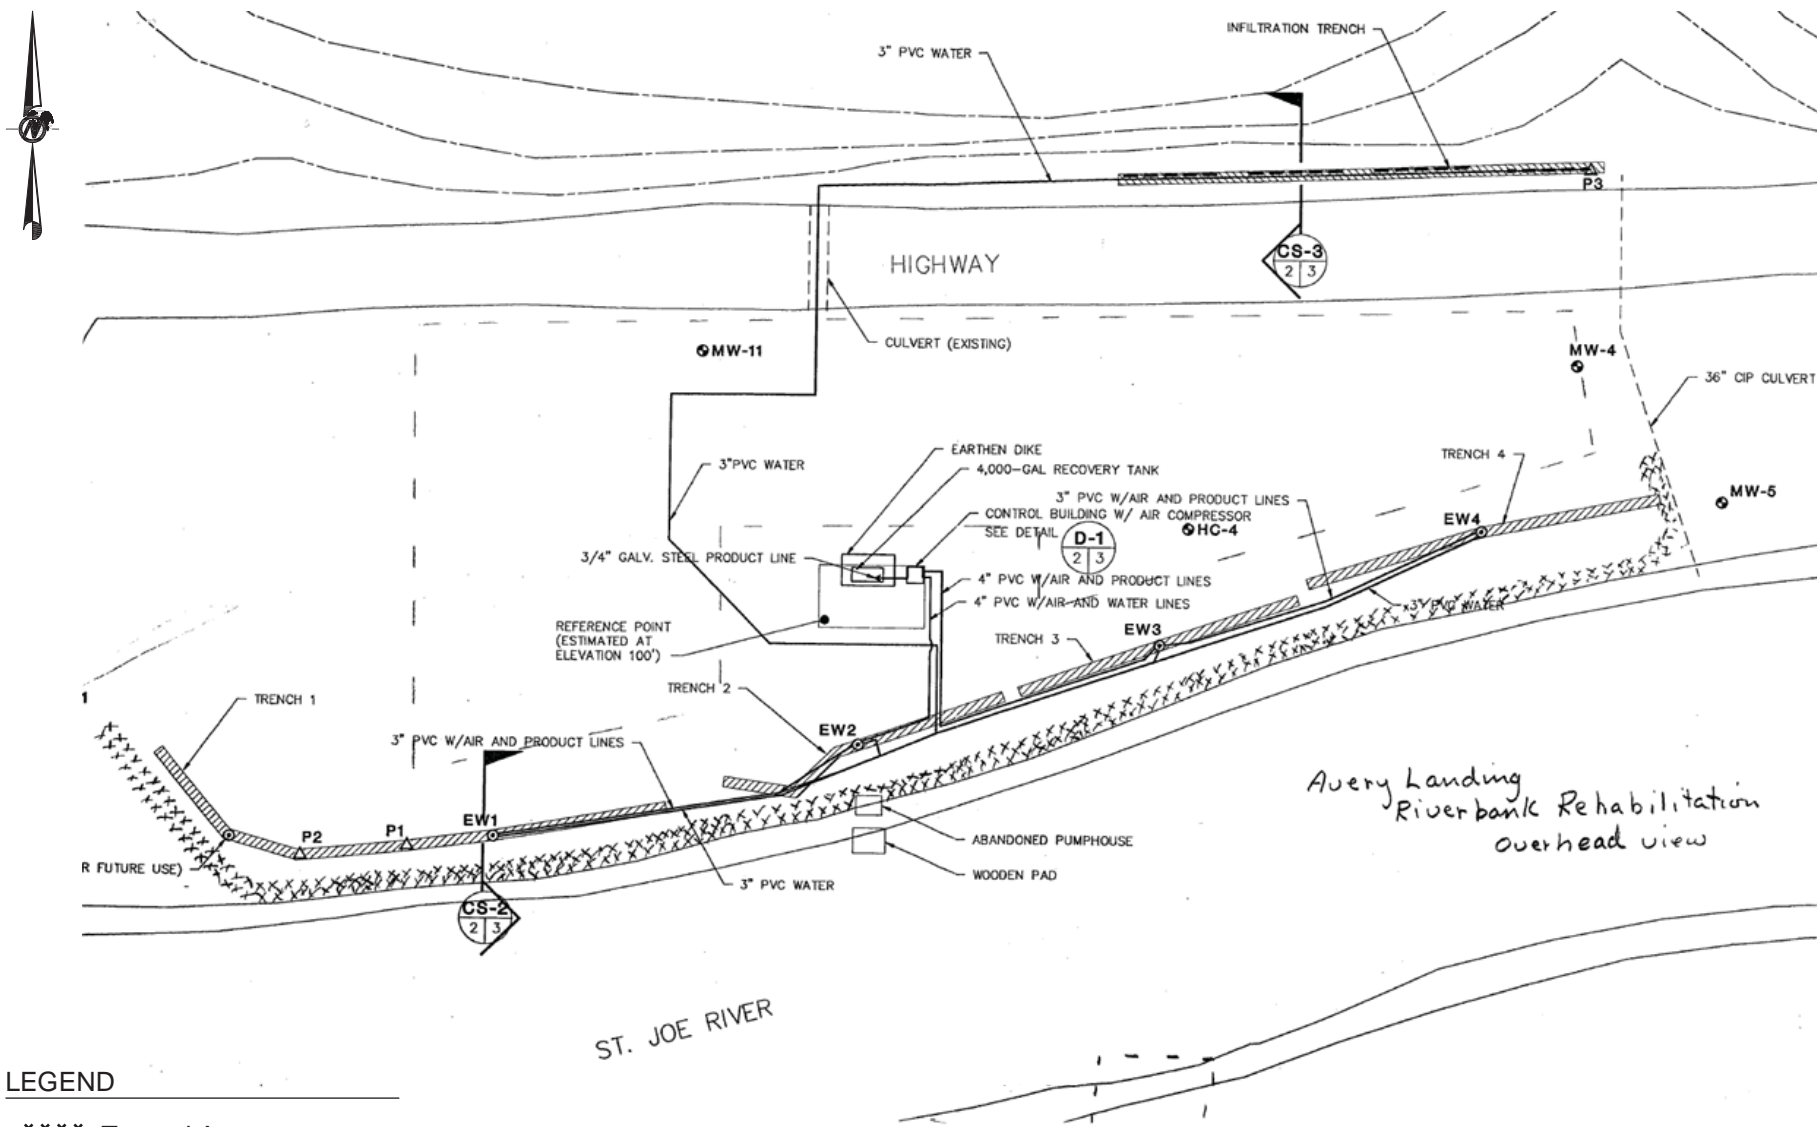 INFILTRATION TRENCH
3" PVC WATER
N
P3
CS-3
2 3
HIGHWAY
CULVERT (EXISTING)
MW-11
MW-4
36" CIP CULVERT
EARTHEN DIKE
3"PVC WATER
4,000-GAL RECOVERY TANK
TRENCH 4
3" PVC W/AIR AND PRODUCT LINES
CONTROL BUILDING W/ AIR COMPRESSOR
SEE DETAIL
D-1
2 3
HC-4
EW4
MW-5
3/4" GALV. STEEL PRODUCT LINE
4" PVC W/AIR AND PRODUCT LINES
4" PVC W/AIR AND WATER LINES
3" PVC WATER
REFERENCE POINT
(ESTIMATED AT
ELEVATION 100')
EW3
TRENCH 3
1
TRENCH 1
TRENCH 2
EW2
3" PVC W/AIR AND PRODUCT LINES
EW1
P2
P1
R FUTURE USE)
ABANDONED PUMPHOUSE
WOODEN PAD
3" PVC WATER
CS-2
2 3
Avery Landing
Riverbank Rehabilitation
overhead view
ST. JOE RIVER
LEGEND